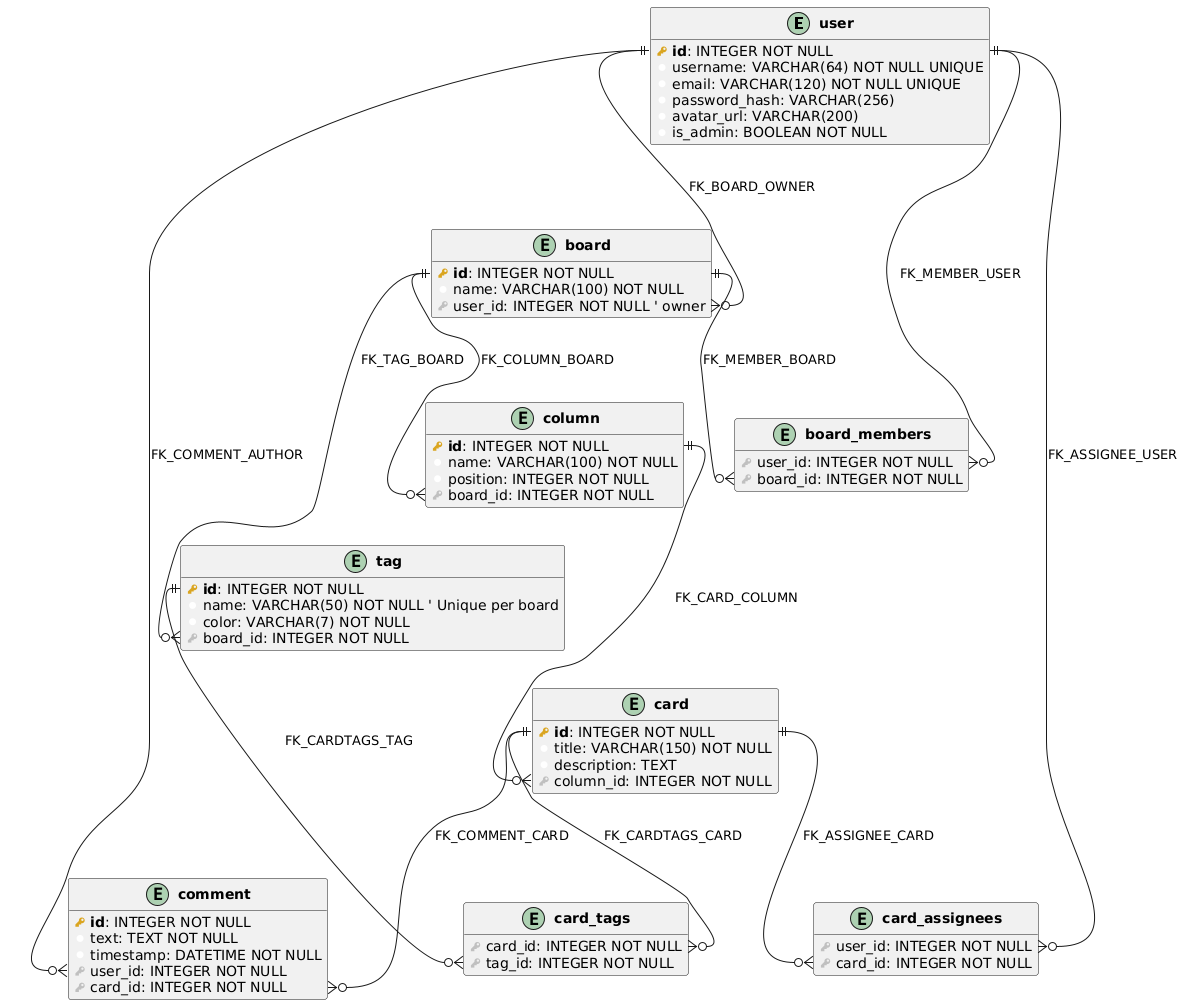 E user
id: INTEGER NOT NULL
username: VARCHAR(64) NOT NULL UNIQUE
email: VARCHAR(120) NOT NULL UNIQUE
password_hash: VARCHAR(256)
avatar_url: VARCHAR(200)
is_admin: BOOLEAN NOT NULL
FK_BOARD_OWNER
E board
id: INTEGER NOT NULL
name: VARCHAR(100) NOT NULL
user_id: INTEGER NOT NULL ' owner
FK_MEMBER_USER
FK_TAG_BOARD
FK_COLUMN_BOARD
FK_MEMBER_BOARD
E column
id: INTEGER NOT NULL
name: VARCHAR(100) NOT NULL
position: INTEGER NOT NULL
board_id: INTEGER NOT NULL
E board_members
user_id: INTEGER NOT NULL
board_id: INTEGER NOT NULL
FK_COMMENT_AUTHOR
FK_ASSIGNEE_USER
E tag
id: INTEGER NOT NULL
name: VARCHAR(50) NOT NULL ' Unique per board
color: VARCHAR(7) NOT NULL
board_id: INTEGER NOT NULL
FK_CARD_COLUMN
E card
id: INTEGER NOT NULL
title: VARCHAR(150) NOT NULL
description: TEXT
column_id: INTEGER NOT NULL
FK_CARDTAGS_TAG
FK_COMMENT_CARD
FK_CARDTAGS_CARD
FK_ASSIGNEE_CARD
E comment
id: INTEGER NOT NULL
text: TEXT NOT NULL
timestamp: DATETIME NOT NULL
user_id: INTEGER NOT NULL
card_id: INTEGER NOT NULL
E card_tags
card_id: INTEGER NOT NULL
tag_id: INTEGER NOT NULL
E card_assignees
user_id: INTEGER NOT NULL
card_id: INTEGER NOT NULL